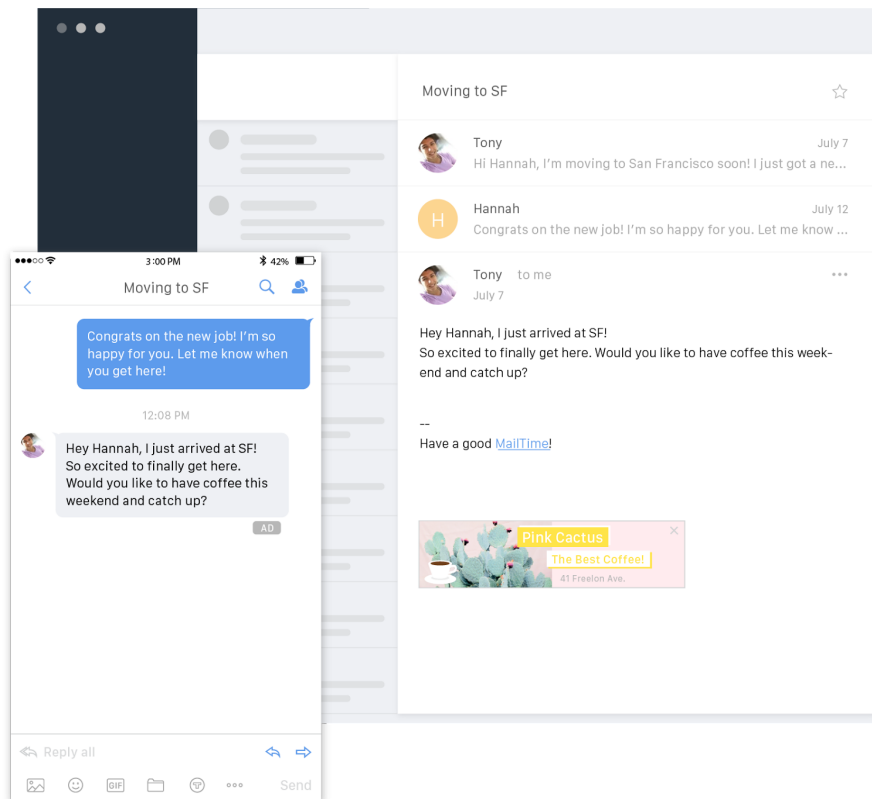 Moving to SF
Tony
July 7
Hi Hannah, I'm moving to San Francisco soon! I just got a ne...
H
Hannah
July 12
Congrats on the new job! I'm so happy for you. Let me know ...
Tony to me
July 7
Hey Hannah, I just arrived at SF!
So excited to finally get here. Would you like to have coffee this week-
end and catch up?
--
Have a good MailTime!
Pink Cactus
The Best Coffee!
41 Freelon Ave.
3:00 PM
42%
Moving to SF
Congrats on the new job! I'm so
happy for you. Let me know when
you get here!
12:08 PM
Hey Hannah, I just arrived at SF!
So excited to finally get here.
Would you like to have coffee this
weekend and catch up?
AD
Reply all
GIF
Send